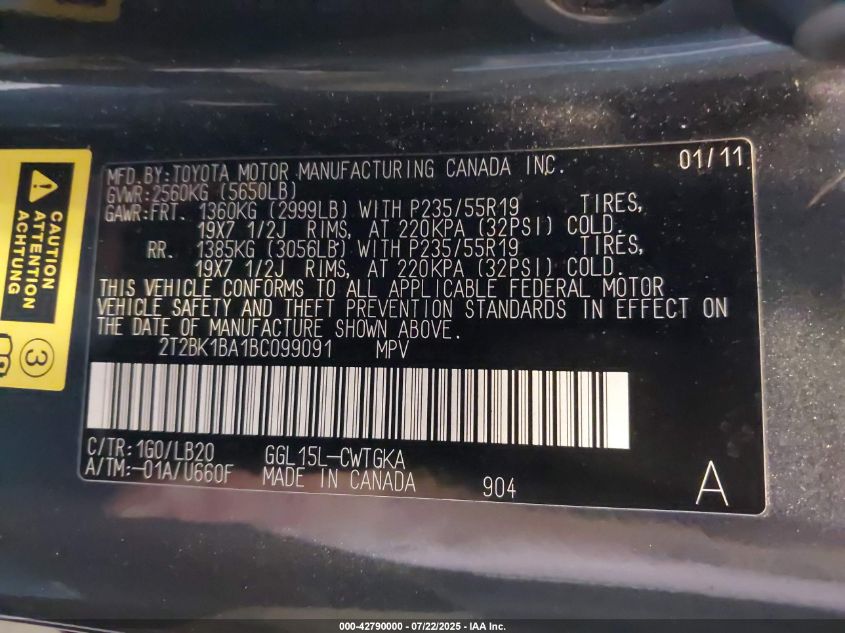 CAUTION
ATTENTION
ACHTUNG
3
MFD. BY:TOYOTA MOTOR MANUFACTURING CANADA INC. 01/11
GVWR:2560KG (5650LB)
GAWR:FRT. 1360KG (2999LB) WITH P235/55R19 TIRES,
19X7 1/2J RIMS, AT 220KPA (32PSI) COLD.
RR. 1385KG (3056LB) WITH P235/55R19 TIRES,
19X7 1/2J RIMS, AT 220KPA (32PSI) COLD.
THIS VEHICLE CONFORMS TO ALL APPLICABLE FEDERAL MOTOR
VEHICLE SAFETY AND THEFT PREVENTION STANDARDS IN EFFECT ON
THE DATE OF MANUFACTURE SHOWN ABOVE.
2T2BK1BA1BC099091 MPV
C/TR:1G0/LB20 GGL15L-CWTGKA
A/TM:-01A/U660F MADE IN CANADA 904 A
000-42790000 - 07/22/2025 - IAA Inc.